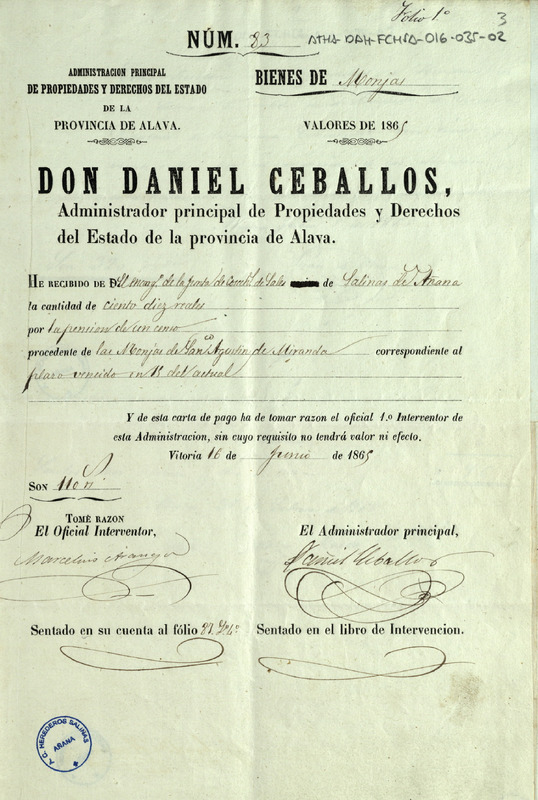 Folio 1º
3
NÚM. 83
ATHA-DAH-FCHSA-016-035-02
ADMINISTRACION PRINCIPAL
DE PROPIEDADES Y DERECHOS DEL ESTADO
DE LA
PROVINCIA DE ALAVA.
BIENES DE Monjas
VALORES DE 1865
DON DANIEL CEBALLOS,
Administrador principal de Propiedades y Derechos
del Estado de la provincia de Alava.
HE RECIBIDO DE D. de la de de Salinas de Añana
la cantidad de ciento diez reales
por la pension de un censo
procedente de las Monjas de San Agustin de Miranda correspondiente al
plazo vencido en 15 del actual
Y de esta carta de pago ha de tomar razon el oficial 1.º Interventor de
esta Administracion, sin cuyo requisito no tendrá valor ni efecto.
Vitoria 16 de Junio de 1865
SON 110
TOMÉ RAZON
El Oficial Interventor,
El Administrador principal,
Marcelino
Daniel Ceballos
Sentado en su cuenta al fólio
Sentado en el libro de Intervencion.
HEREDEROS SALINAS
AÑANA